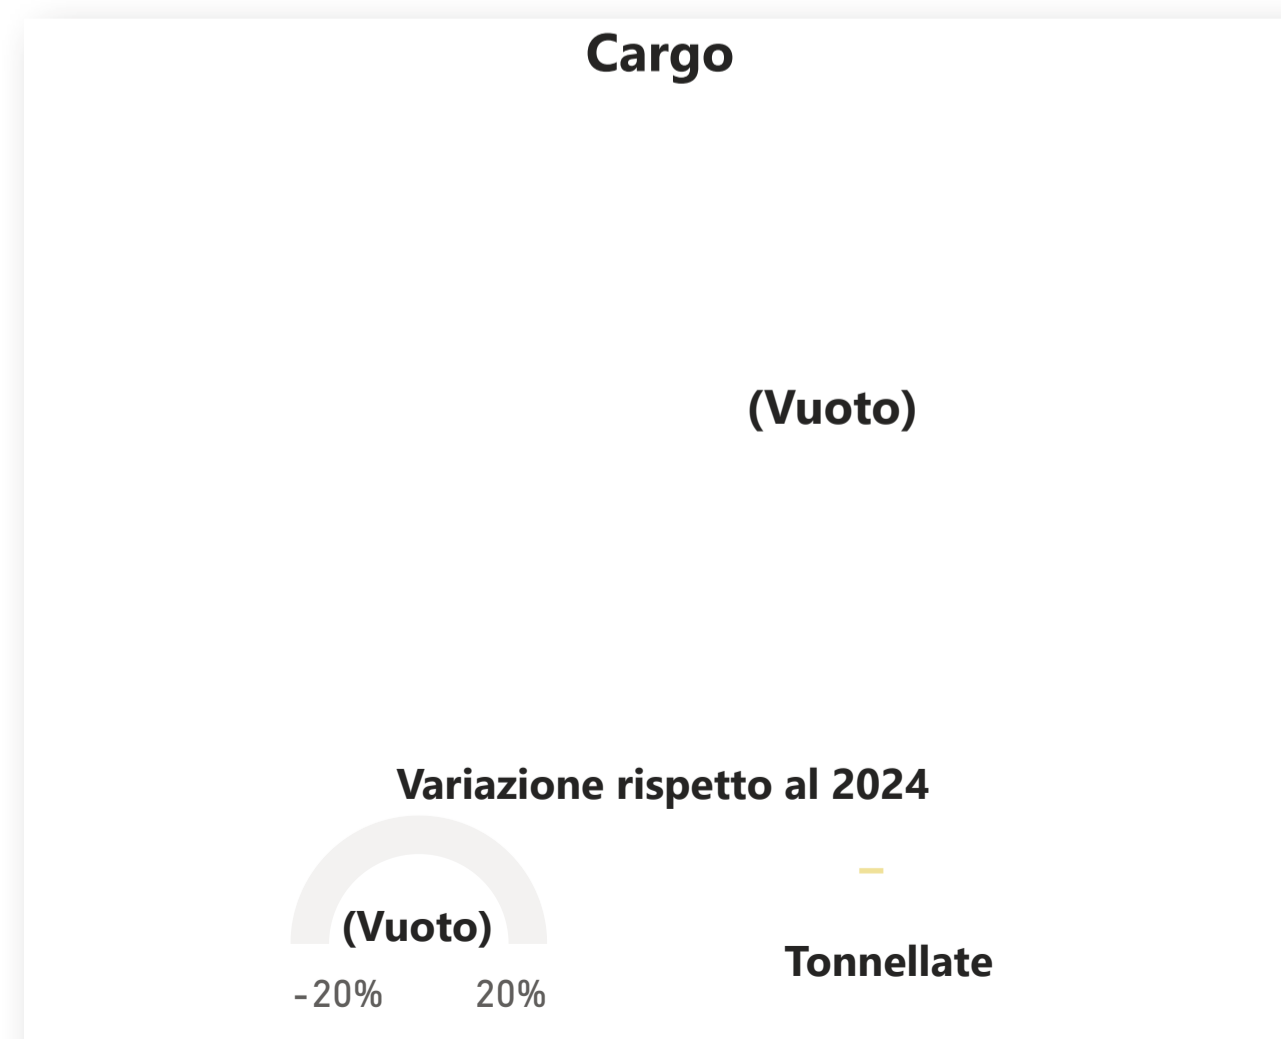 Cargo
(Vuoto)
Variazione rispetto al 2024
–
(Vuoto)
Tonnellate
-20% 20%